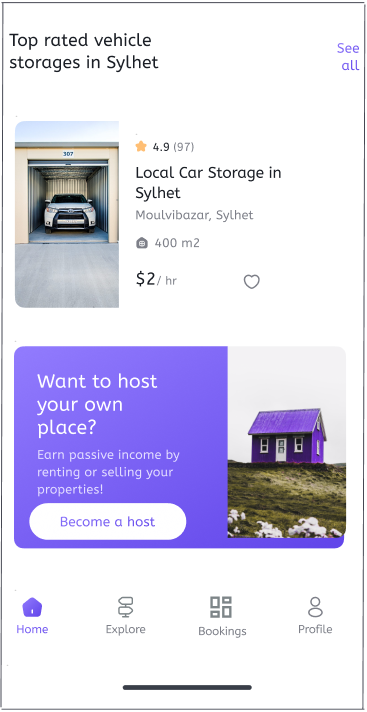 Top rated vehicle
storages in Sylhet
See
all
307
4.9 (97)
Local Car Storage in
Sylhet
Moulvibazar, Sylhet
400 m2
$2/ hr
Want to host
your own
place?
Earn passive income by
renting or selling your
properties!
Become a host
Home
Explore
Bookings
Profile